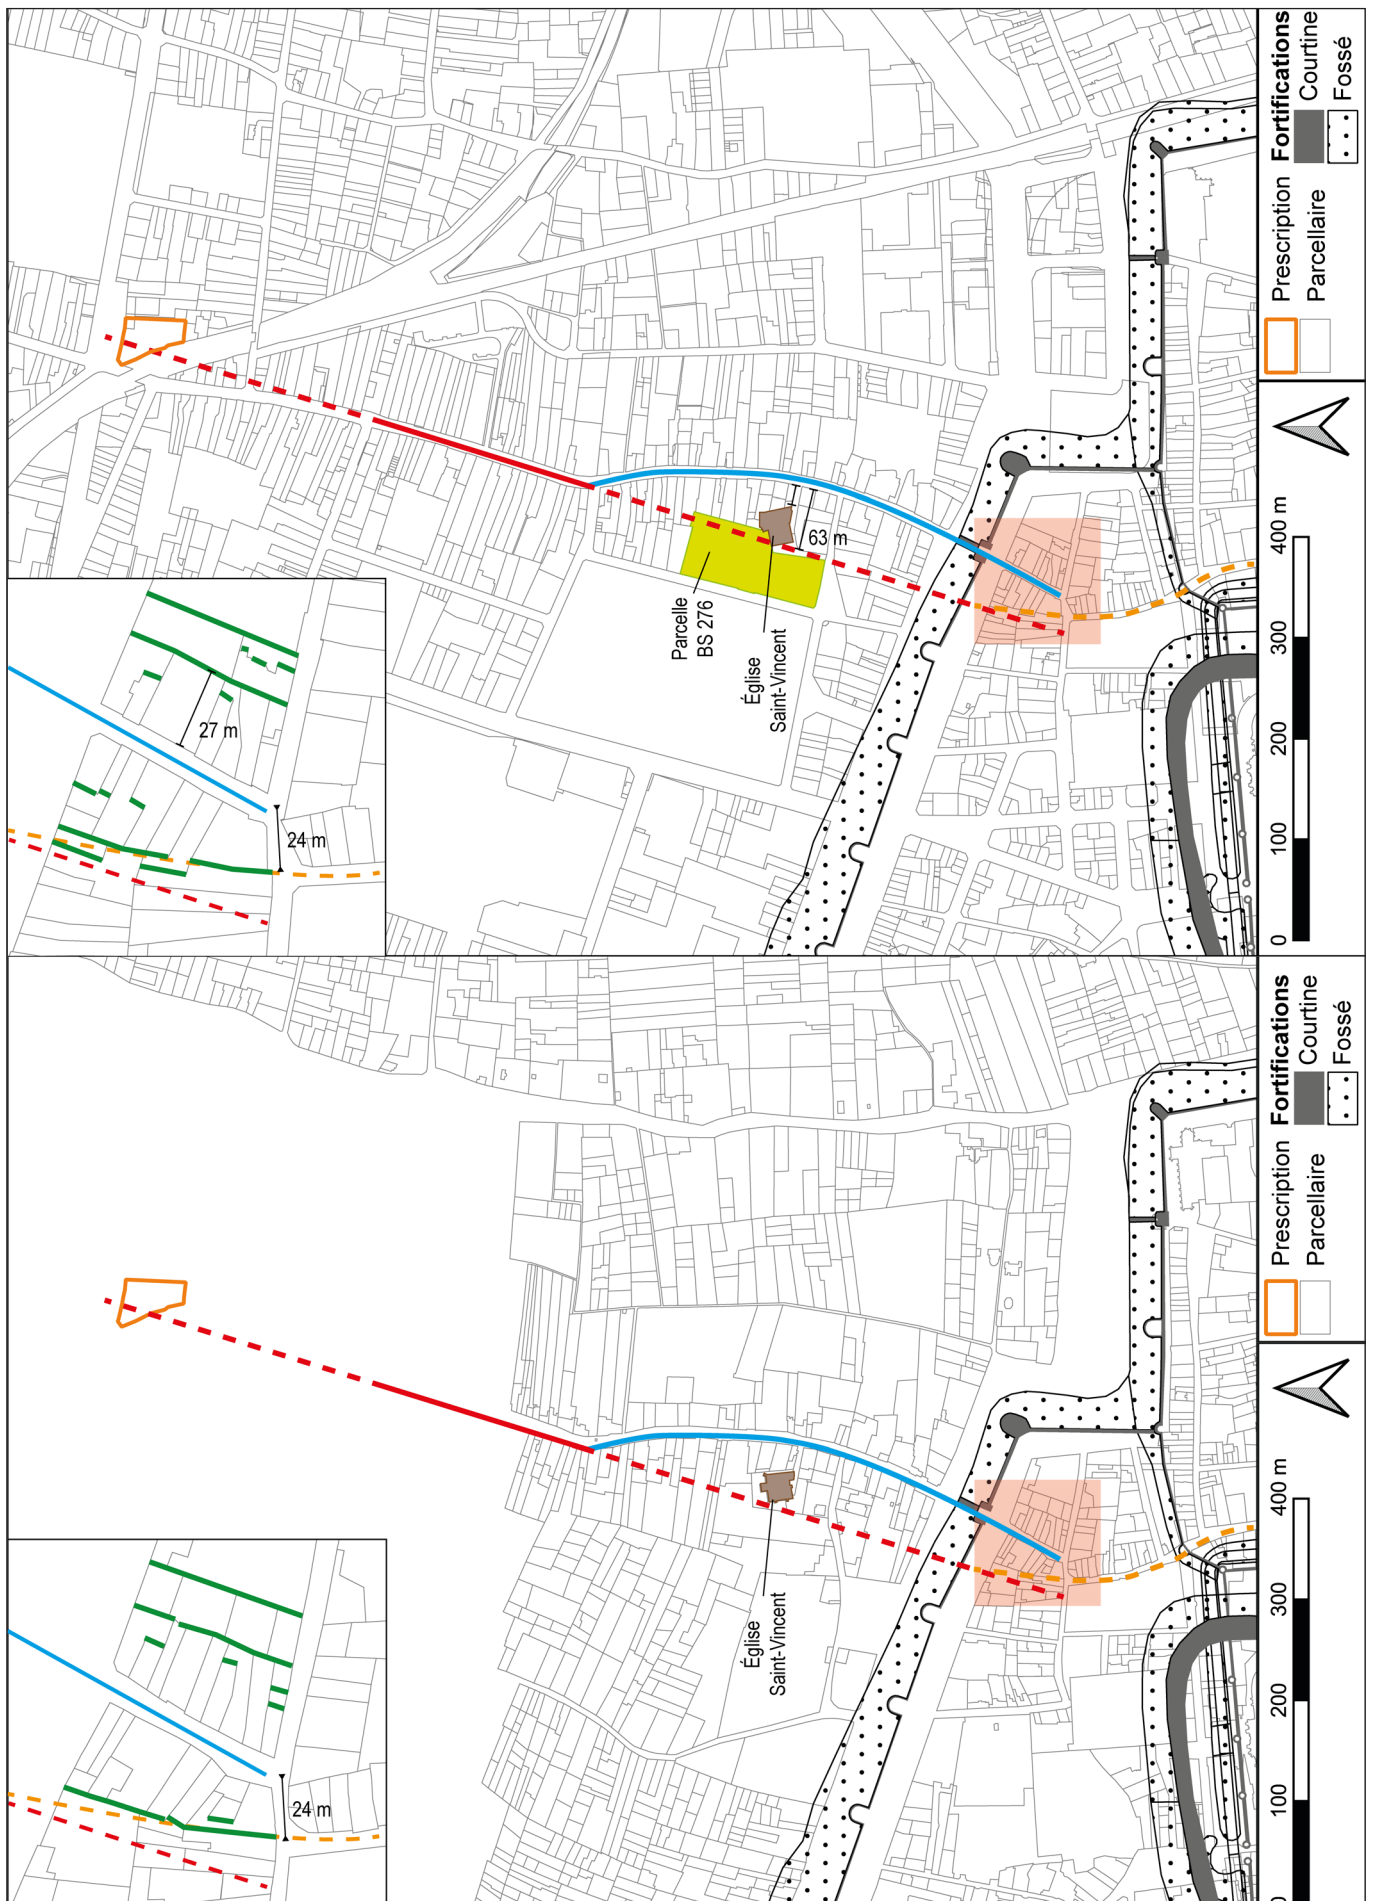 Parcelle
BS 276
Église
Saint-Vincent
63 m
27 m
24 m
Prescription
Parcellaire
Fortifications
Courtine
Fossé
0 100 200 300 400 m
Église
Saint-Vincent
24 m
Prescription
Parcellaire
Fortifications
Courtine
Fossé
0 100 200 300 400 m